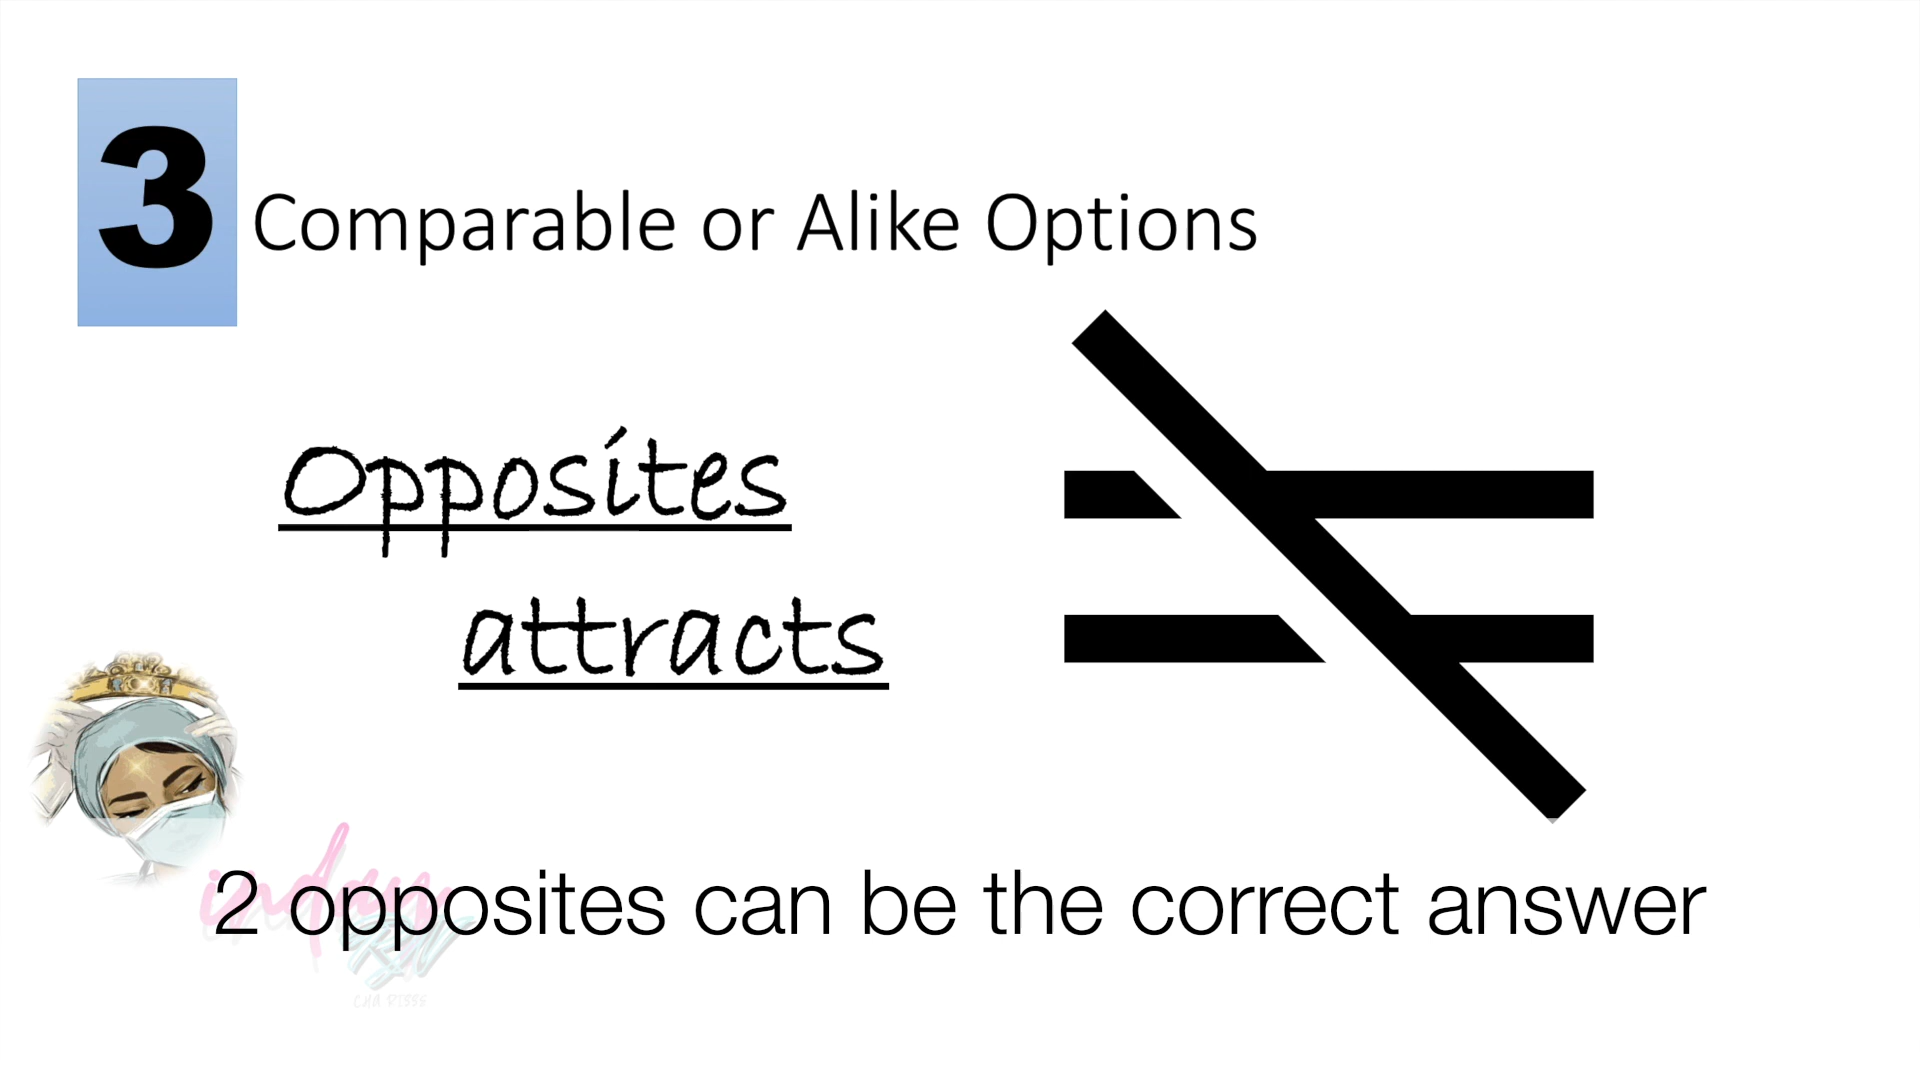 3
Comparable or Alike Options
Opposites
attracts
2 opposites can be the correct answer